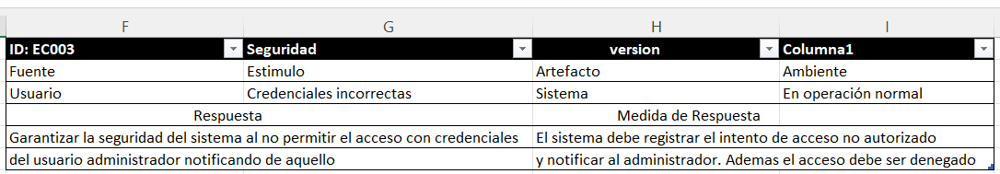 F G H I
ID: EC003 Seguridad version Columna1
Fuente Estimulo Artefacto Ambiente
Usuario Credenciales incorrectas Sistema En operación normal
Respuesta Medida de Respuesta
Garantizar la seguridad del sistema al no permitir el acceso con credenciales El sistema debe registrar el intento de acceso no autorizado
del usuario administrador notificando de aquello y notificar al administrador. Ademas el acceso debe ser denegado